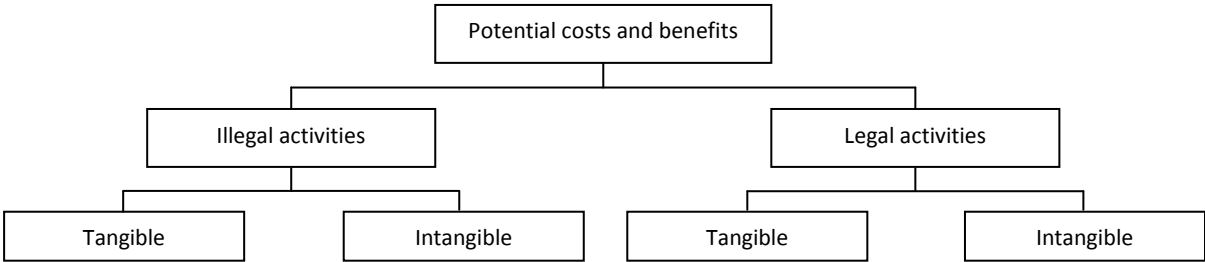 Potential costs and benefits
Illegal activities
Legal activities
Tangible
Intangible
Tangible
Intangible